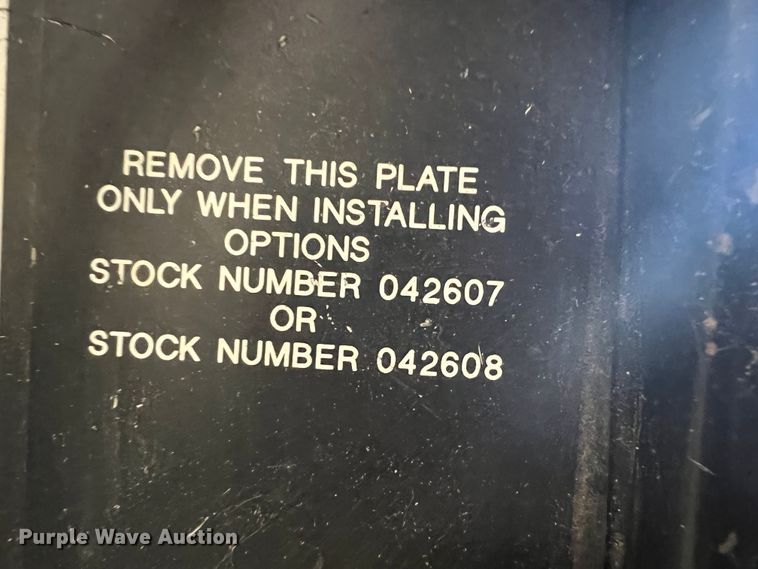 REMOVE THIS PLATE
ONLY WHEN INSTALLING
OPTIONS
STOCK NUMBER 042607
OR
STOCK NUMBER 042608
Purple Wave Auction